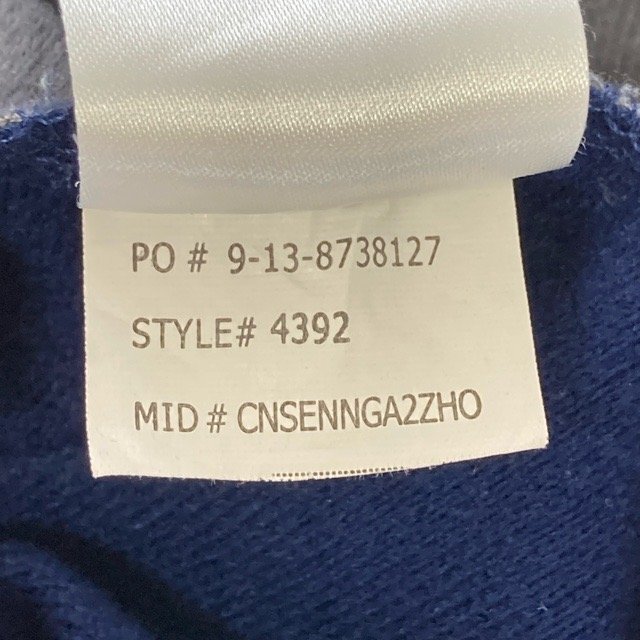 PO # 9-13-8738127
STYLE# 4392
MID # CNSENNGA2ZHO